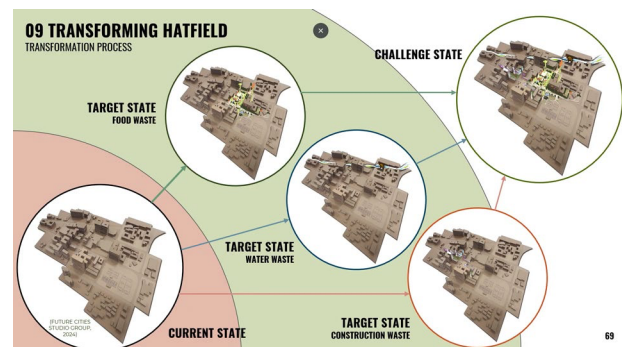 09 TRANSFORMING HATFIELD
TRANSFORMATION PROCESS
CHALLENGE STATE
TARGET STATE
FOOD WASTE
TARGET STATE
WATER WASTE
(FUTURE CITIES
STUDIO GROUP,
2024)
CURRENT STATE
TARGET STATE
CONSTRUCTION WASTE
69